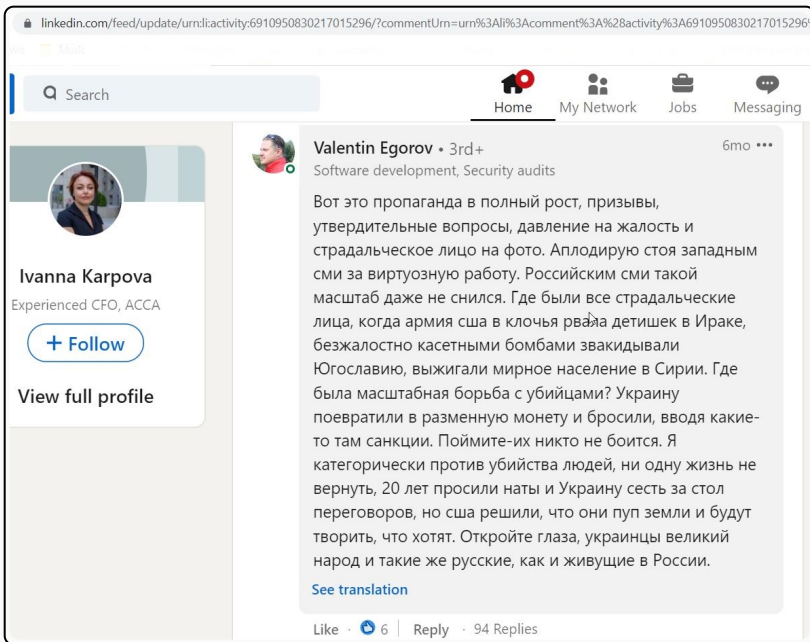 linkedin.com/feed/update/urn:li:activity:6910950830217015296/?commentUrn=urn%3Ali%3Acomment%3A%28activity%3A6910950830217015296%
Search
Home
My Network
Jobs
Messaging
Ivanna Karpova
Experienced CFO, ACCA
+ Follow
View full profile
Valentin Egorov • 3rd+
6mo •••
Software development, Security audits
Вот это пропаганда в полный рост, призывы,
утвердительные вопросы, давление на жалость и
страдальческое лицо на фото. Аплодирую стоя западным
сми за виртуозную работу. Российским сми такой
масштаб даже не снился. Где были все страдальческие
лица, когда армия сша в клочья рвала детишек в Ираке,
безжалостно касетными бомбами звакидывали
Югославию, выжигали мирное население в Сирии. Где
была масштабная борьба с убийцами? Украину
поевратили в разменную монету и бросили, вводя какие-
то там санкции. Поймите-их никто не боится. Я
категорически против убийства людей, ни одну жизнь не
вернуть, 20 лет просили наты и Украину сесть за стол
переговоров, но сша решили, что они пуп земли и будут
творить, что хотят. Откройте глаза, украинцы великий
народ и такие же русские, как и живущие в России.
See translation
Like · 6 | Reply · 94 Replies